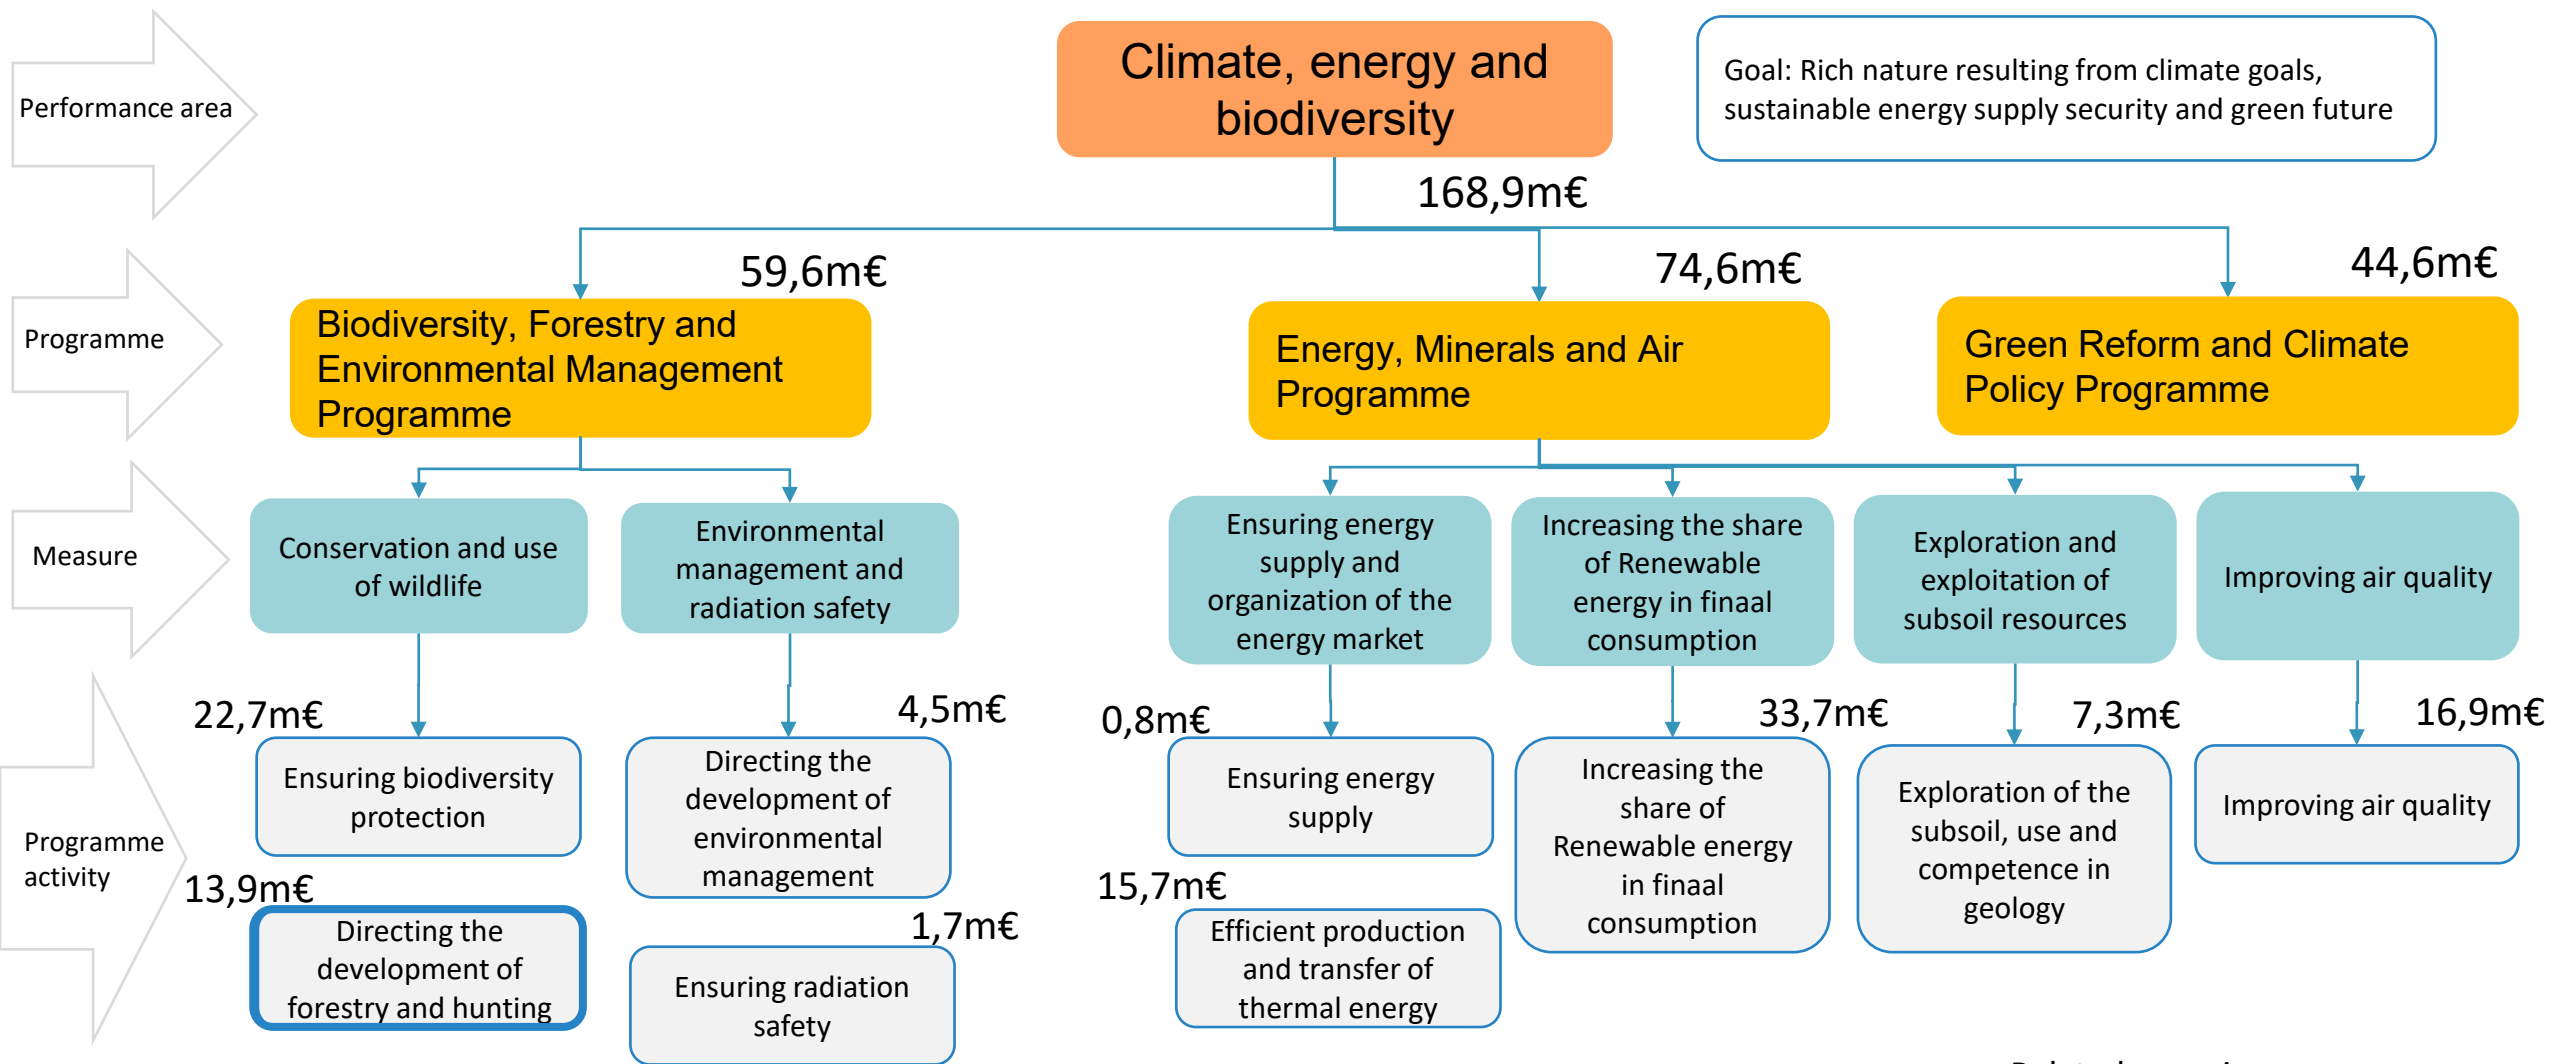 Performance area
Climate, energy and
biodiversity
Goal: Rich nature resulting from climate goals,
sustainable energy supply security and green future
168,9m€
Programme
59,6m€
Biodiversity, Forestry and
Environmental Management
Programme
74,6m€
Energy, Minerals and Air
Programme
44,6m€
Green Reform and Climate
Policy Programme
Measure
Conservation and use
of wildlife
Environmental
management and
radiation safety
Ensuring energy
supply and
organization of the
energy market
Increasing the share
of Renewable
energy in finaal
consumption
Exploration and
exploitation of
subsoil resources
Improving air quality
Programme
activity
22,7m€
Ensuring biodiversity
protection
13,9m€
Directing the
development of
forestry and hunting
4,5m€
Directing the
development of
environmental
management
1,7m€
Ensuring radiation
safety
0,8m€
Ensuring energy
supply
15,7m€
Efficient production
and transfer of
thermal energy
33,7m€
Increasing the
share of
Renewable energy
in finaal
consumption
7,3m€
Exploration of the
subsoil, use and
competence in
geology
16,9m€
Improving air quality